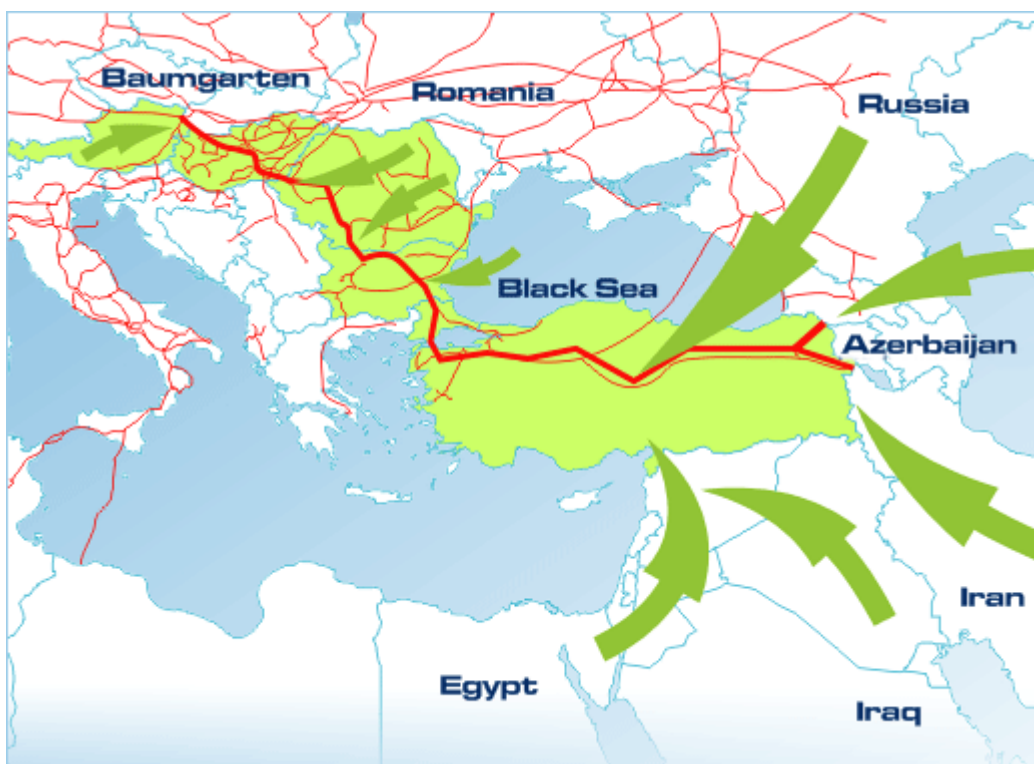 Baumgarten
Romania
Russia
Black Sea
Azerbaijan
Iran
Egypt
Iraq